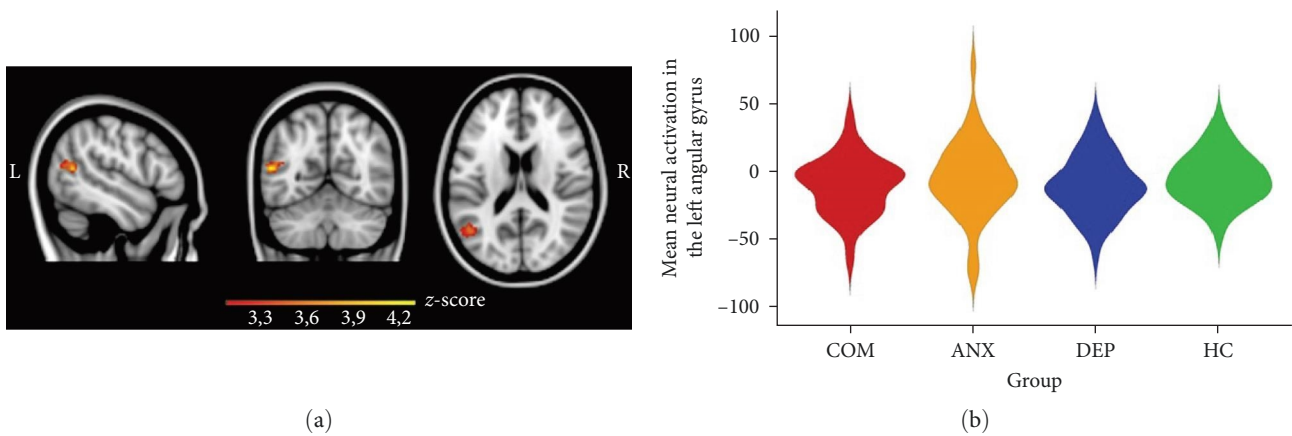 L
R
z-score
3,3 3,6 3,9 4,2
(a)
Mean neural activation in
the left angular gyrus
100
50
0
−50
−100
COM ANX DEP HC
Group
(b)